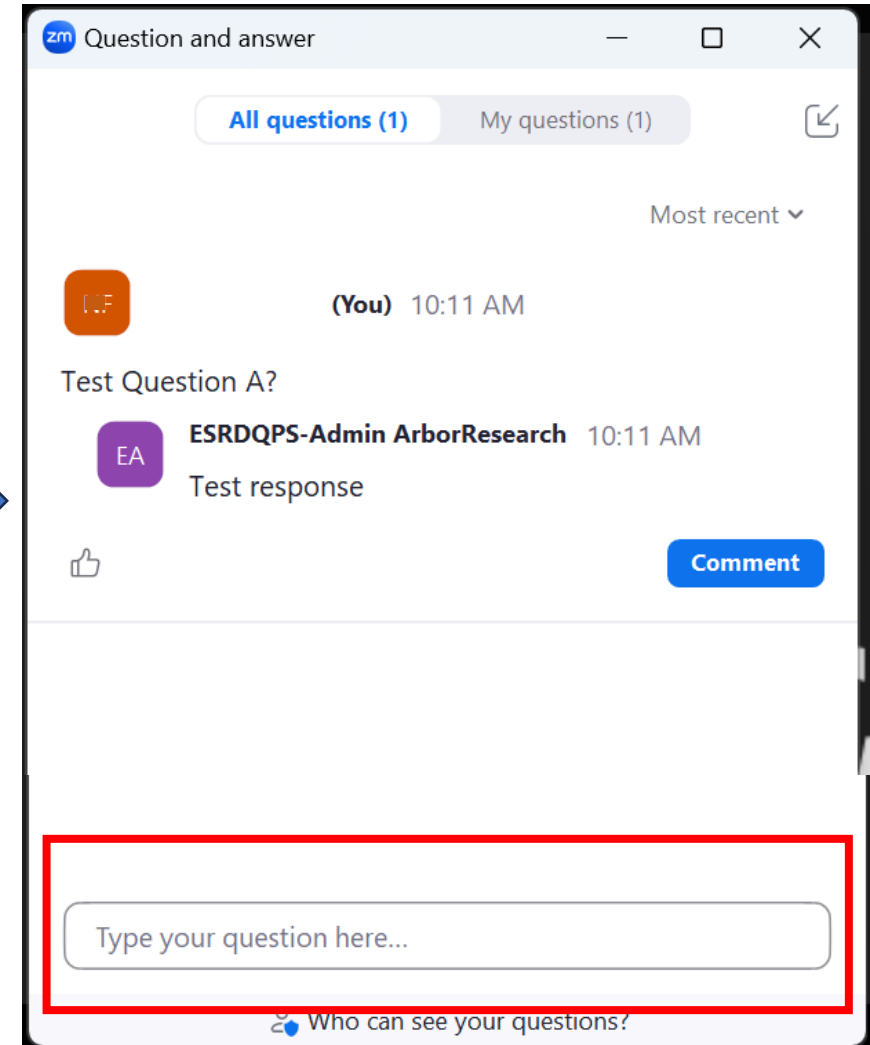 zm Question and answer
All questions (1) My questions (1)
Most recent
(You) 10:11 AM
Test Question A?
EA ESRDQPS-Admin ArborResearch 10:11 AM
Test response
Comment
Type your question here...
Who can see your questions?